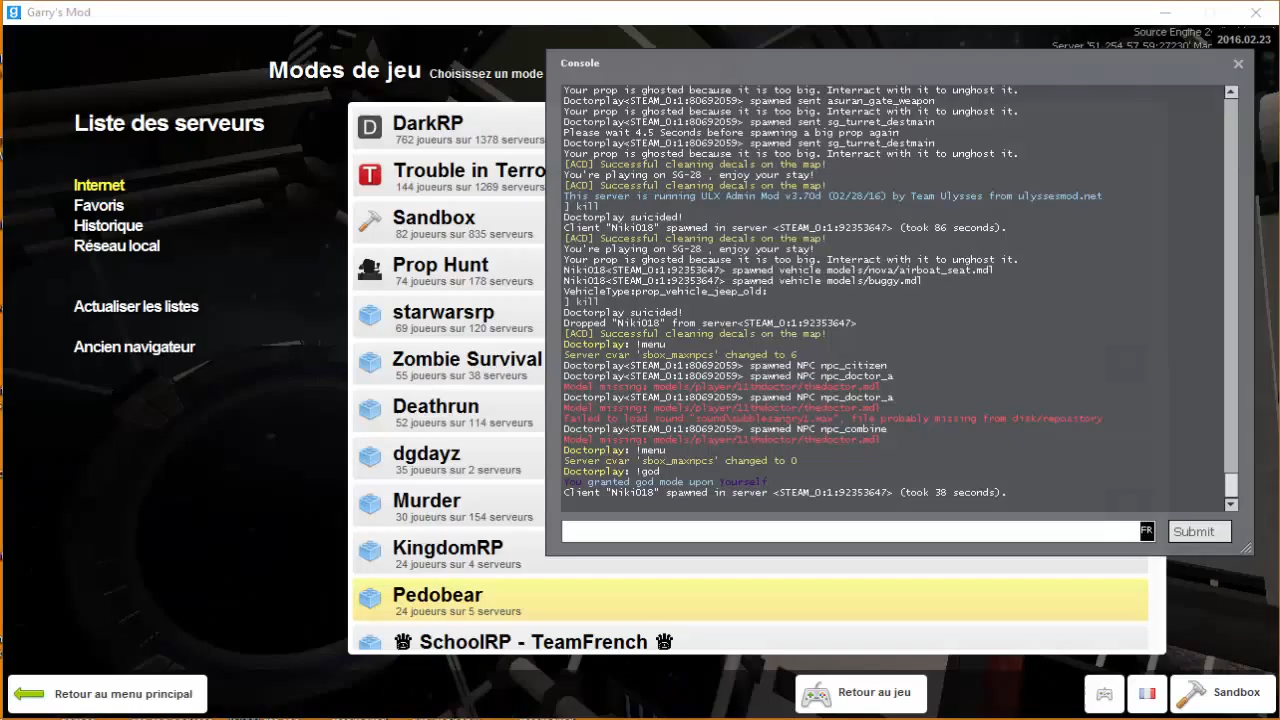 Garry's Mod
Source Engine 2
Server '51.254.57.59:27230' Mar
2016.02.23
Modes de jeu Choisissez un mode
Liste des serveurs
Internet
Favoris
Historique
Réseau local
Actualiser les listes
Ancien navigateur
D
DarkRP
762 joueurs sur 1378 serveurs
T
Trouble in Terro
144 joueurs sur 1269 serveurs
Sandbox
82 joueurs sur 835 serveurs
Prop Hunt
74 joueurs sur 178 serveurs
starwarsrp
69 joueurs sur 120 serveurs
Zombie Survival
55 joueurs sur 38 serveurs
Deathrun
52 joueurs sur 114 serveurs
dgdayz
35 joueurs sur 2 serveurs
Murder
30 joueurs sur 154 serveurs
KingdomRP
24 joueurs sur 4 serveurs
Pedobear
24 joueurs sur 5 serveurs
SchoolRP - TeamFrench
Console
Your prop is ghosted because it is too big. Interract with it to unghost it.
Doctorplay<STEAM_0:1:80692059> spawned sent asuran_gate_weapon
Your prop is ghosted because it is too big. Interract with it to unghost it.
Doctorplay<STEAM_0:1:80692059> spawned sent sg_turret_destmain
Please wait 4.5 Seconds before spawning a big prop again
Doctorplay<STEAM_0:1:80692059> spawned sent sg_turret_destmain
Your prop is ghosted because it is too big. Interract with it to unghost it.
[ACD] Successful cleaning decals on the map!
You're playing on SG-28 , enjoy your stay!
[ACD] Successful cleaning decals on the map!
This server is running ULX Admin Mod v3.70d (02/28/16) by Team Ulysses from ulyssesmod.net
] kill
Doctorplay suicided!
Client "Niki018" spawned in server <STEAM_0:1:92353647> (took 86 seconds).
[ACD] Successful cleaning decals on the map!
You're playing on SG-28 , enjoy your stay!
Your prop is ghosted because it is too big. Interract with it to unghost it.
Niki018<STEAM_0:1:92353647> spawned vehicle models/nova/airboat_seat.mdl
Niki018<STEAM_0:1:92353647> spawned vehicle models/buggy.mdl
VehicleType:prop_vehicle_jeep_old:
] kill
Doctorplay suicided!
Dropped "Niki018" from server<STEAM_0:1:92353647>
[ACD] Successful cleaning decals on the map!
Doctorplay: !menu
Server cvar 'sbox_maxnpcs' changed to 6
Doctorplay<STEAM_0:1:80692059> spawned NPC npc_citizen
Doctorplay<STEAM_0:1:80692059> spawned NPC npc_doctor_a
Model missing: models/player/11thdoctor/thedoctor.mdl
Doctorplay<STEAM_0:1:80692059> spawned NPC npc_doctor_a
Model missing: models/player/11thdoctor/thedoctor.mdl
Failed to load sound "sound\subblesangry1.wav", file probably missing from disk/repository
Doctorplay<STEAM_0:1:80692059> spawned NPC npc_combine
Model missing: models/player/11thdoctor/thedoctor.mdl
Doctorplay: !menu
Server cvar 'sbox_maxnpcs' changed to 0
Doctorplay: !god
You granted god mode upon yourself
Client "Niki018" spawned in server <STEAM_0:1:92353647> (took 38 seconds).
FR
Submit
Retour au menu principal
Retour au jeu
Sandbox